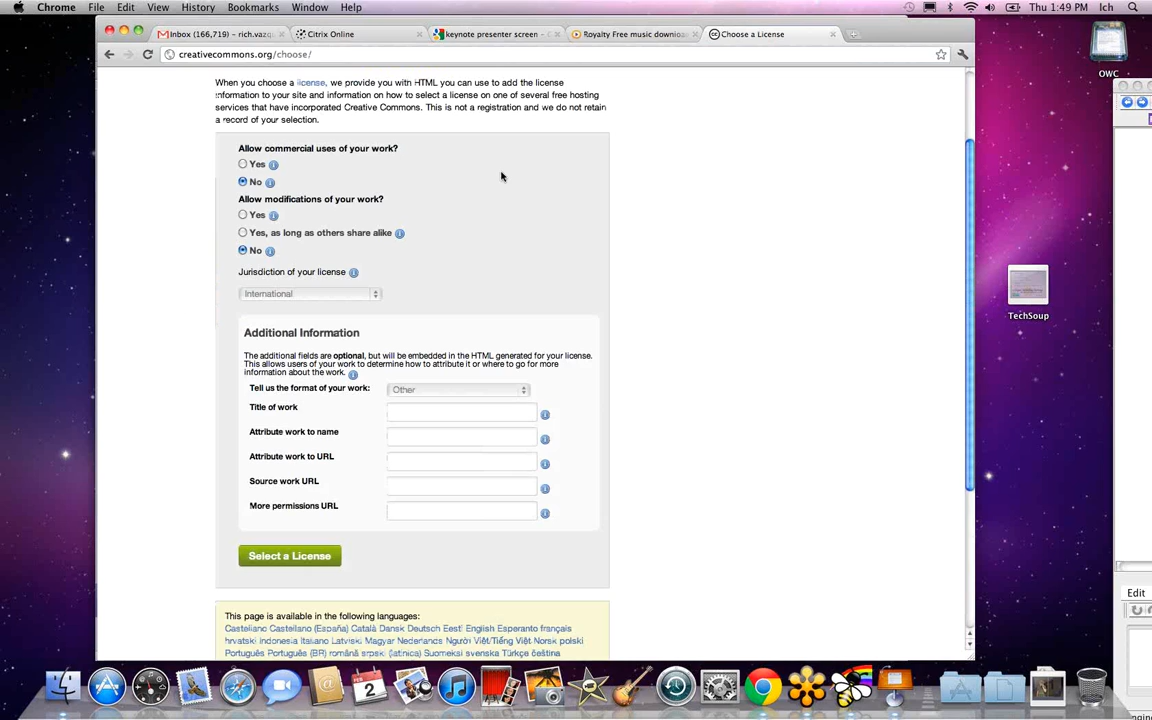 Chrome File Edit View History Bookmarks Window Help Thu 1:49 PM Ich
Inbox (166,719) – rich.vazqu
Citrix Online
keynote presenter screen -
Royalty Free music downloa
Choose a License
creativecommons.org/choose/
OWC
When you choose a license, we provide you with HTML you can use to add the license
information to your site and information on how to select a license on one of several free hosting
services that have incorporated Creative Commons. This is not a registration and we do not retain
a record of your selection.
Allow commercial uses of your work?
Yes
No
Allow modifications of your work?
Yes
Yes, as long as others share alike
No
Jurisdiction of your license
International
TechSoup
Additional Information
The additional fields are optional, but will be embedded in the HTML generated for your license.
This allows users of your work to determine how to attribute it or where to go for more
information about the work.
Tell us the format of your work: Other
Title of work
Attribute work to name
Attribute work to URL
Source work URL
More permissions URL
Select a License
Edit
This page is available in the following languages:
Castellano Castellano (España) Català Dansk Deutsch Eesti English Esperanto français
hrvatski Indonesia Italiano Latviski Magyar Nederlands Người Việt/Tiếng Việt Norsk polski
Português Português (BR) română srpski (latinica) Suomeksi svenska Türkçe čeština
FEB
2